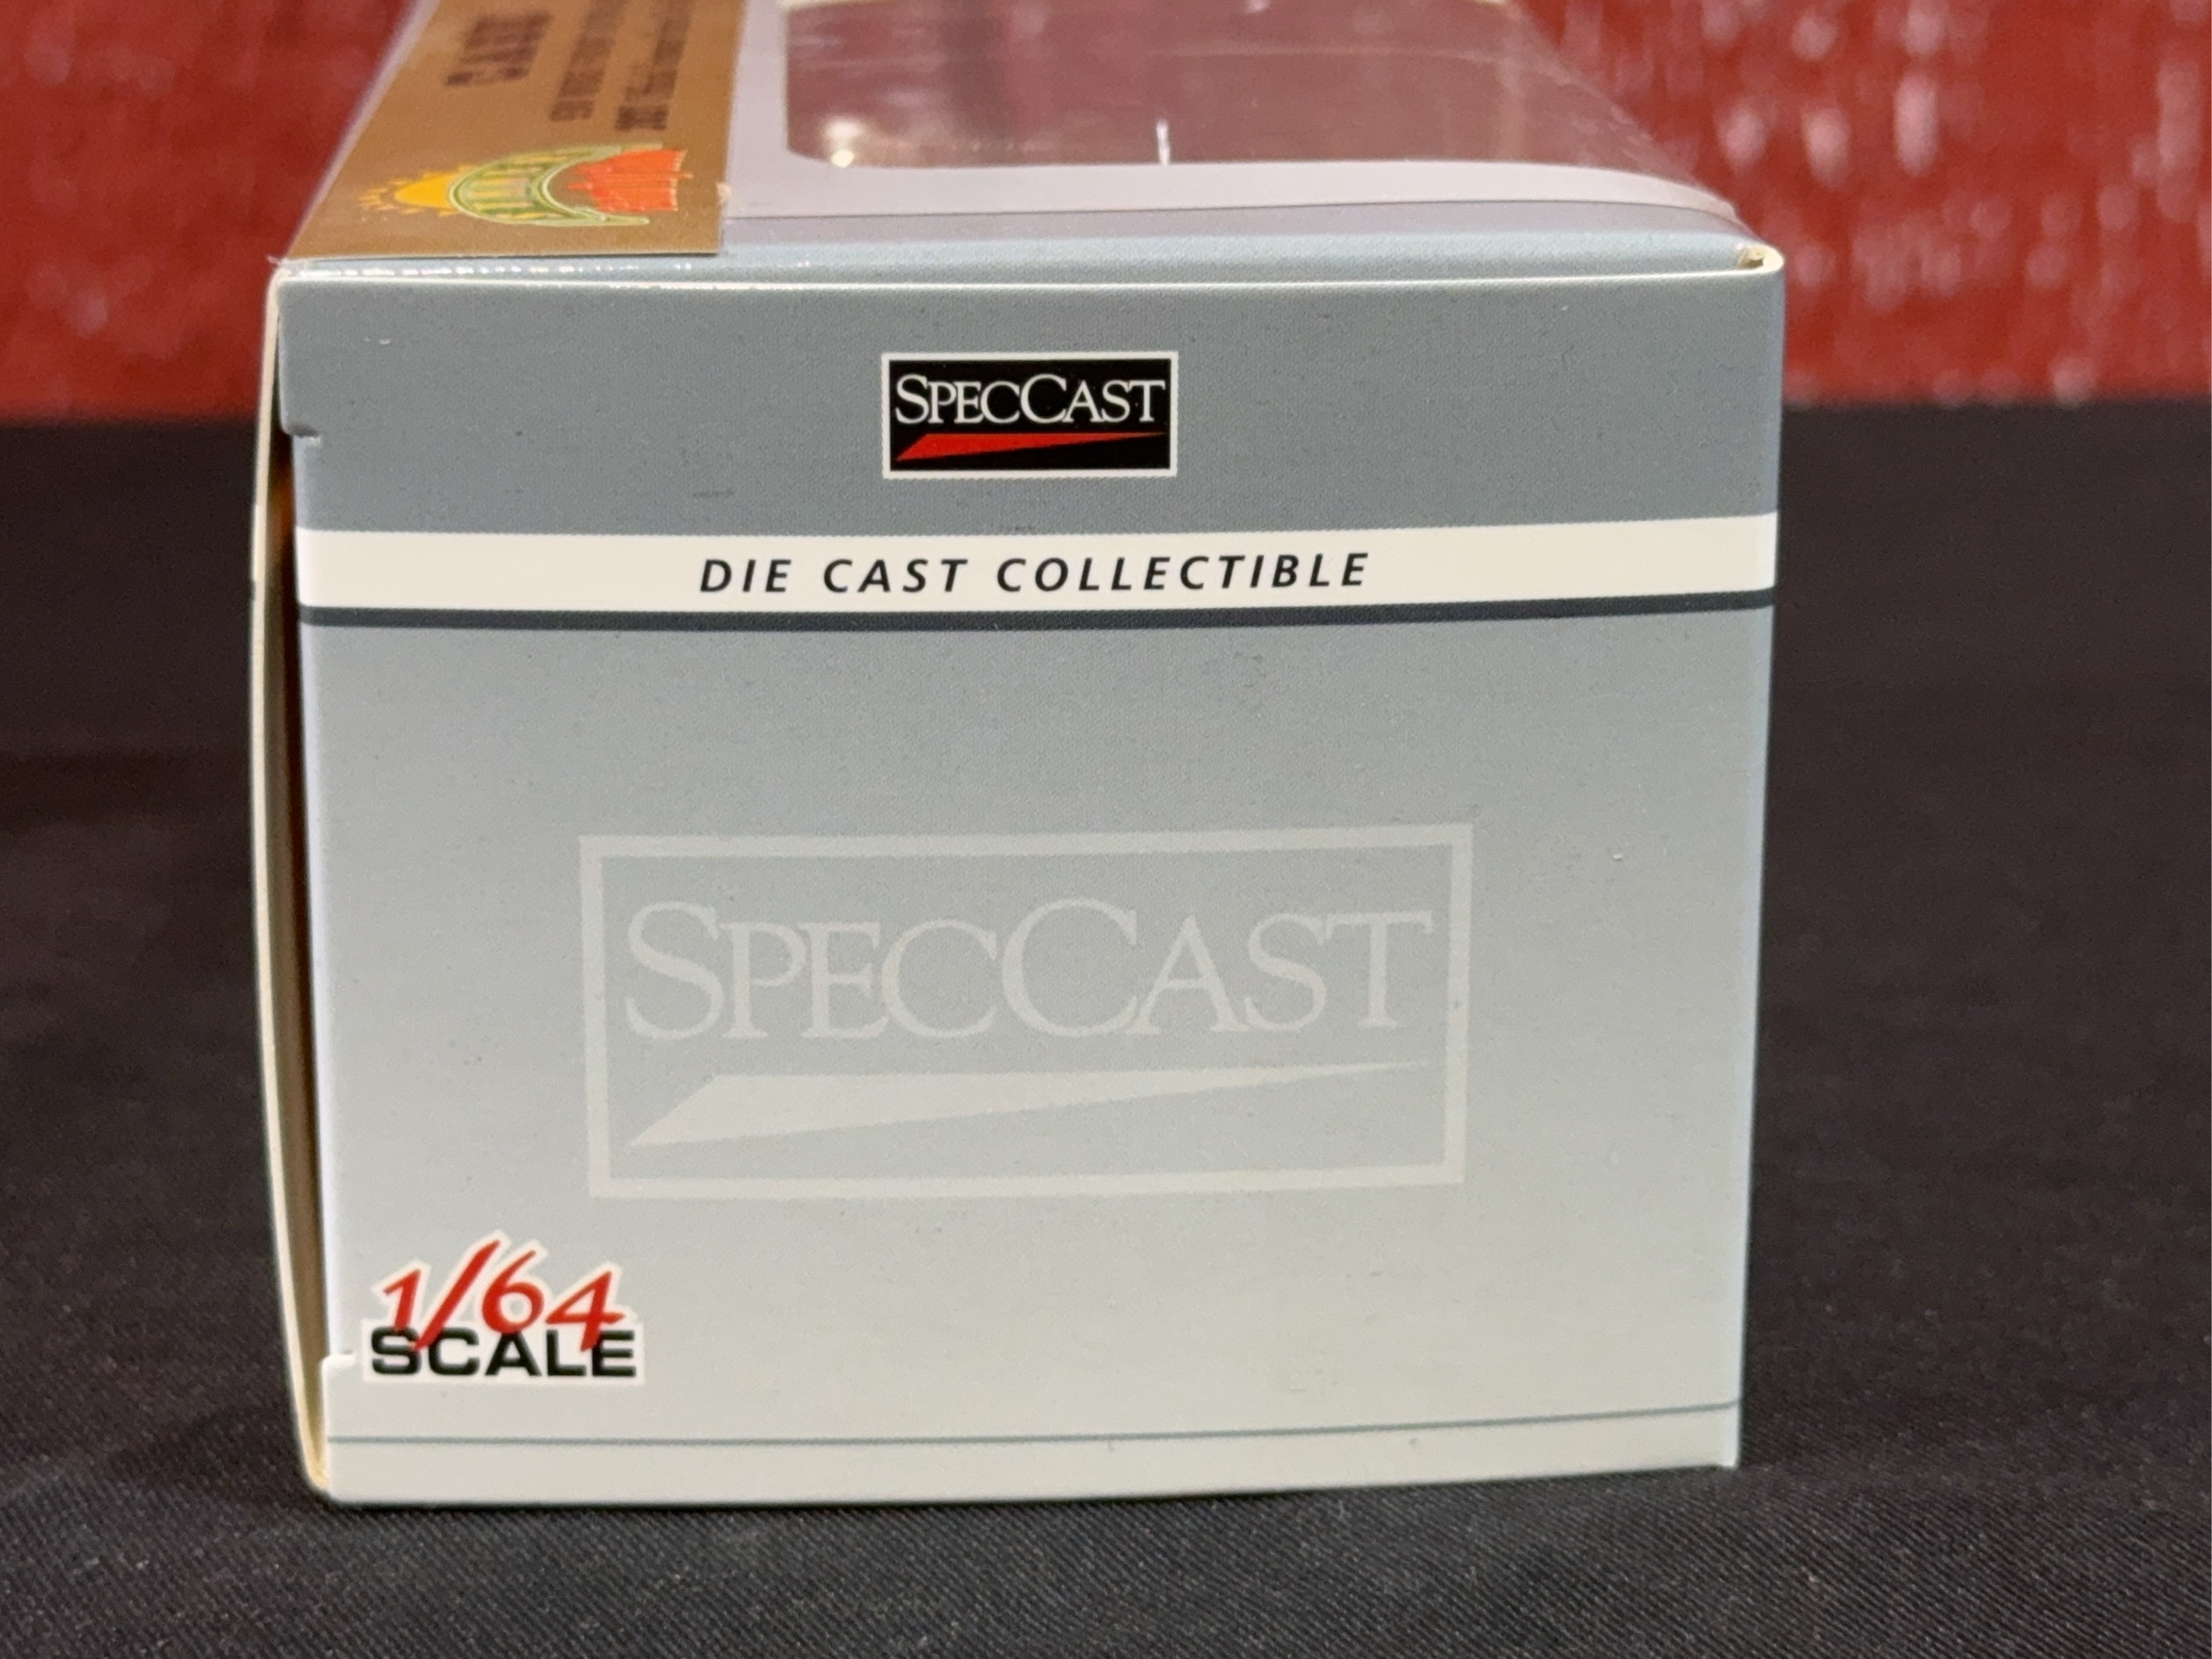 SPECCAST
DIE CAST COLLECTIBLE
SPECCAST
1/64
SCALE